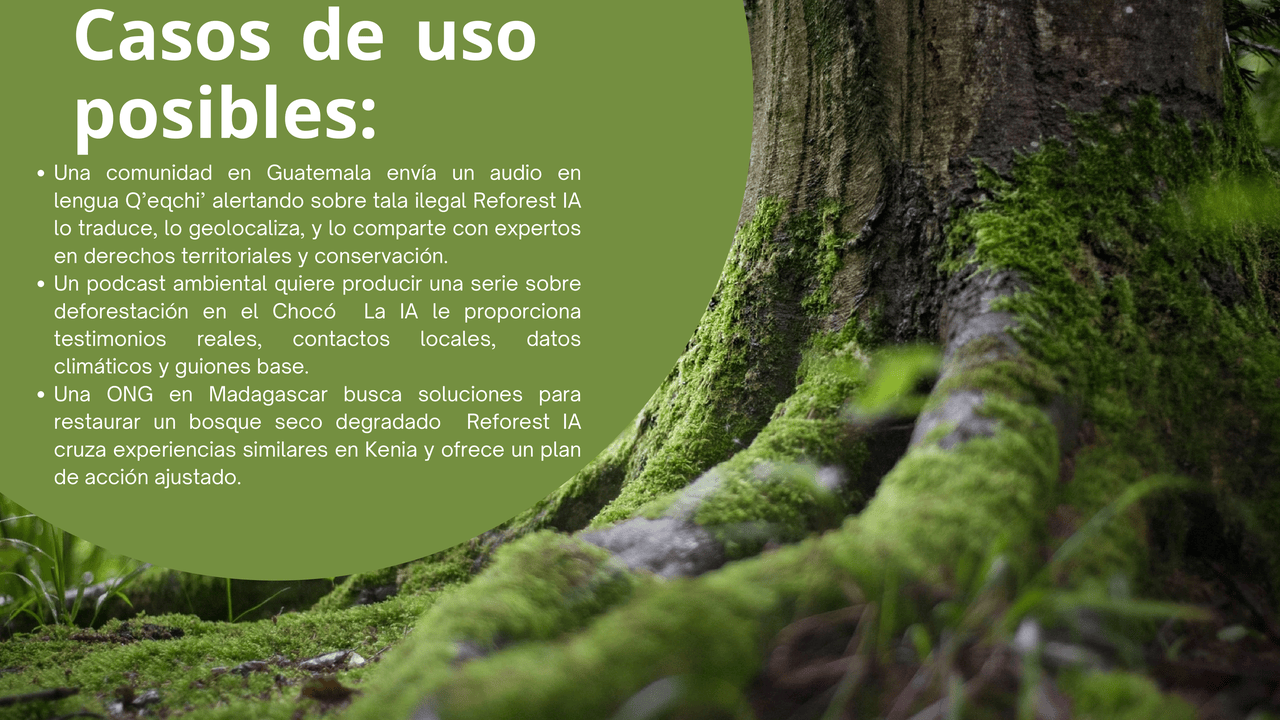 Casos de uso
posibles:
• Una comunidad en Guatemala envía un audio en
lengua Q’eqchi’ alertando sobre tala ilegal Reforest IA
lo traduce, lo geolocaliza, y lo comparte con expertos
en derechos territoriales y conservación.
• Un podcast ambiental quiere producir una serie sobre
deforestación en el Chocó  La IA le proporciona
testimonios reales, contactos locales, datos
climáticos y guiones base.
• Una ONG en Madagascar busca soluciones para
restaurar un bosque seco degradado  Reforest IA
cruza experiencias similares en Kenia y ofrece un plan
de acción ajustado.